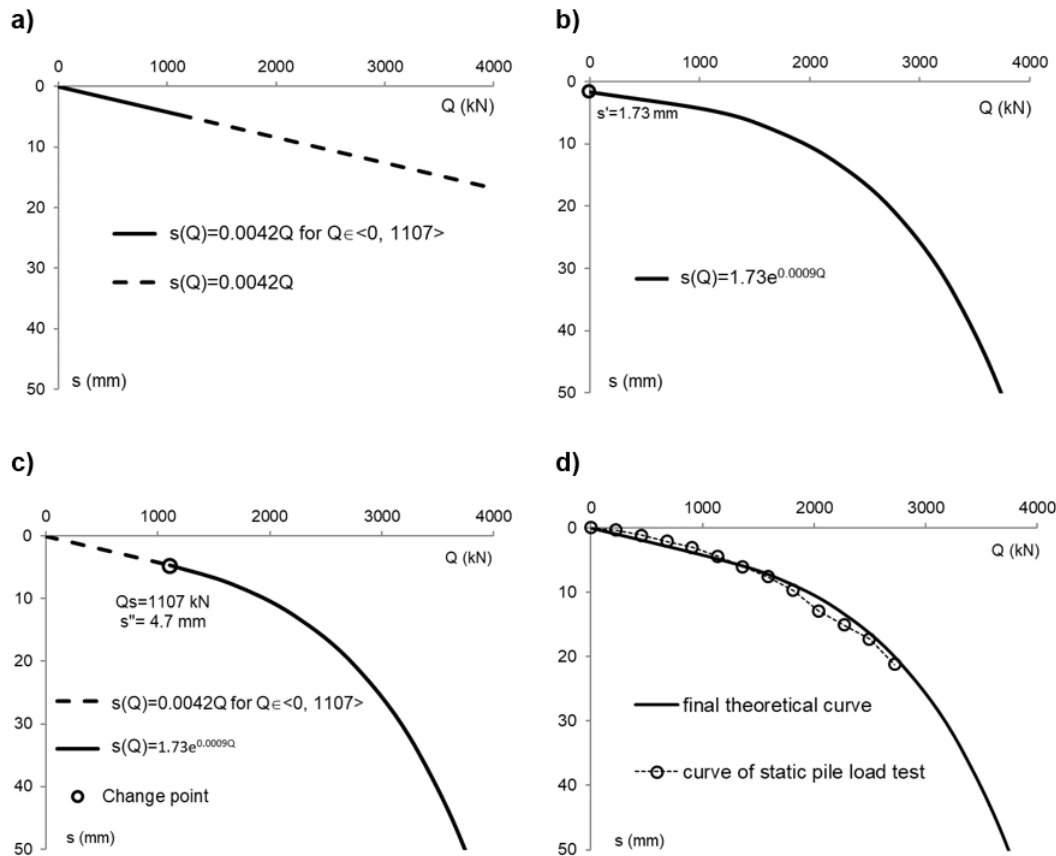 a)
0 1000 2000 3000 4000
Q (kN)
0
10
20
30
40
50
s(Q)=0.0042Q for Q∈<0, 1107>
s(Q)=0.0042Q
s (mm)
b)
0 1000 2000 3000 4000
Q (kN)
0
10
20
30
40
50
s'=1.73 mm
s(Q)=1.73e^0.0009Q
s (mm)
c)
0 1000 2000 3000 4000
Q (kN)
0
10
20
30
40
50
Qs=1107 kN
s"= 4.7 mm
s(Q)=0.0042Q for Q∈<0, 1107>
s(Q)=1.73e^0.0009Q
Change point
s (mm)
d)
0 1000 2000 3000 4000
Q (kN)
0
10
20
30
40
50
final theoretical curve
curve of static pile load test
s (mm)